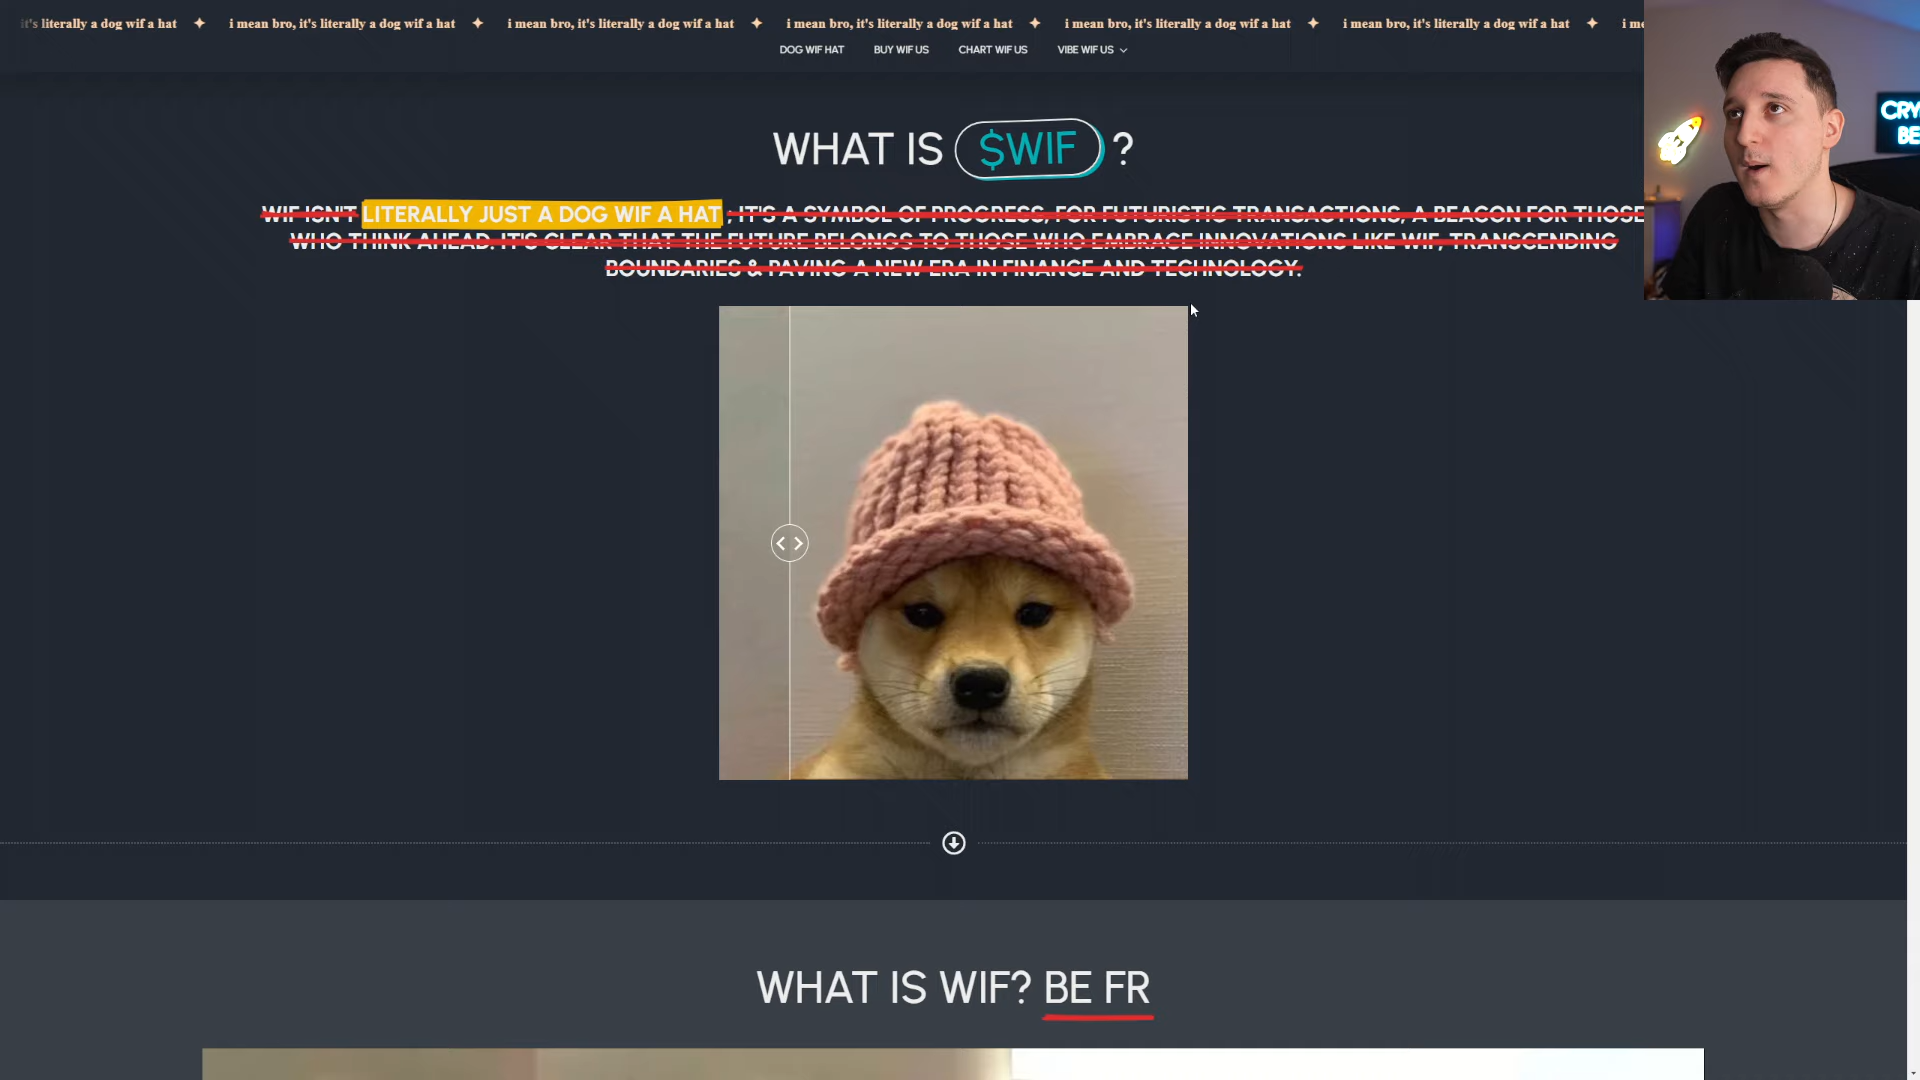 it's literally a dog wif a hat ✦ i mean bro, it's literally a dog wif a hat ✦ i mean bro, it's literally a dog wif a hat ✦ i mean bro, it's literally a dog wif a hat ✦ i mean bro, it's literally a dog wif a hat ✦ i mean bro, it's literally a dog wif a hat ✦ i
DOG WIF HAT BUY WIF US CHART WIF US VIBE WIF US
CRY
BE
WHAT IS $WIF ?
WIF ISN'T LITERALLY JUST A DOG WIF A HAT ; IT'S A SYMBOL OF PROGRESS, FOR FUTURISTIC TRANSACTIONS, A BEACON FOR THOSE
WHO THINK AHEAD. IT'S CLEAR THAT THE FUTURE BELONGS TO THOSE WHO EMBRACE INNOVATIONS LIKE WIF, TRANSCENDING
BOUNDARIES & PAVING A NEW ERA IN FINANCE AND TECHNOLOGY.
WHAT IS WIF? BE FR